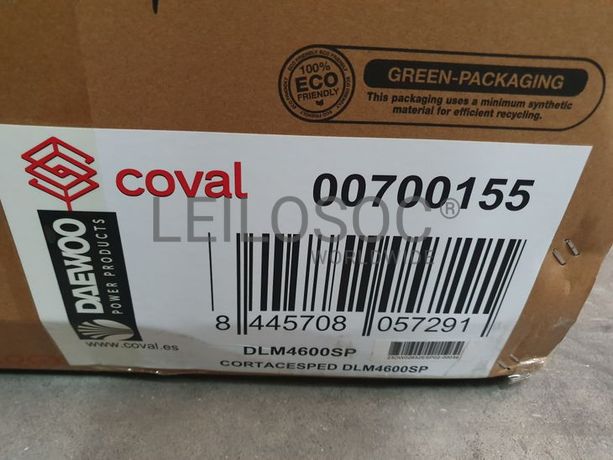 100%
ECO
FRIENDLY
GREEN-PACKAGING
This packaging uses a minimum synthetic
material for efficient recycling.
coval
00700155
LEILOSOC®
WORLDWIDE
DAEWOO
POWER PRODUCTS
8 445708 057291
www.coval.es
DLM4600SP
CORTACESPED DLM4600SP